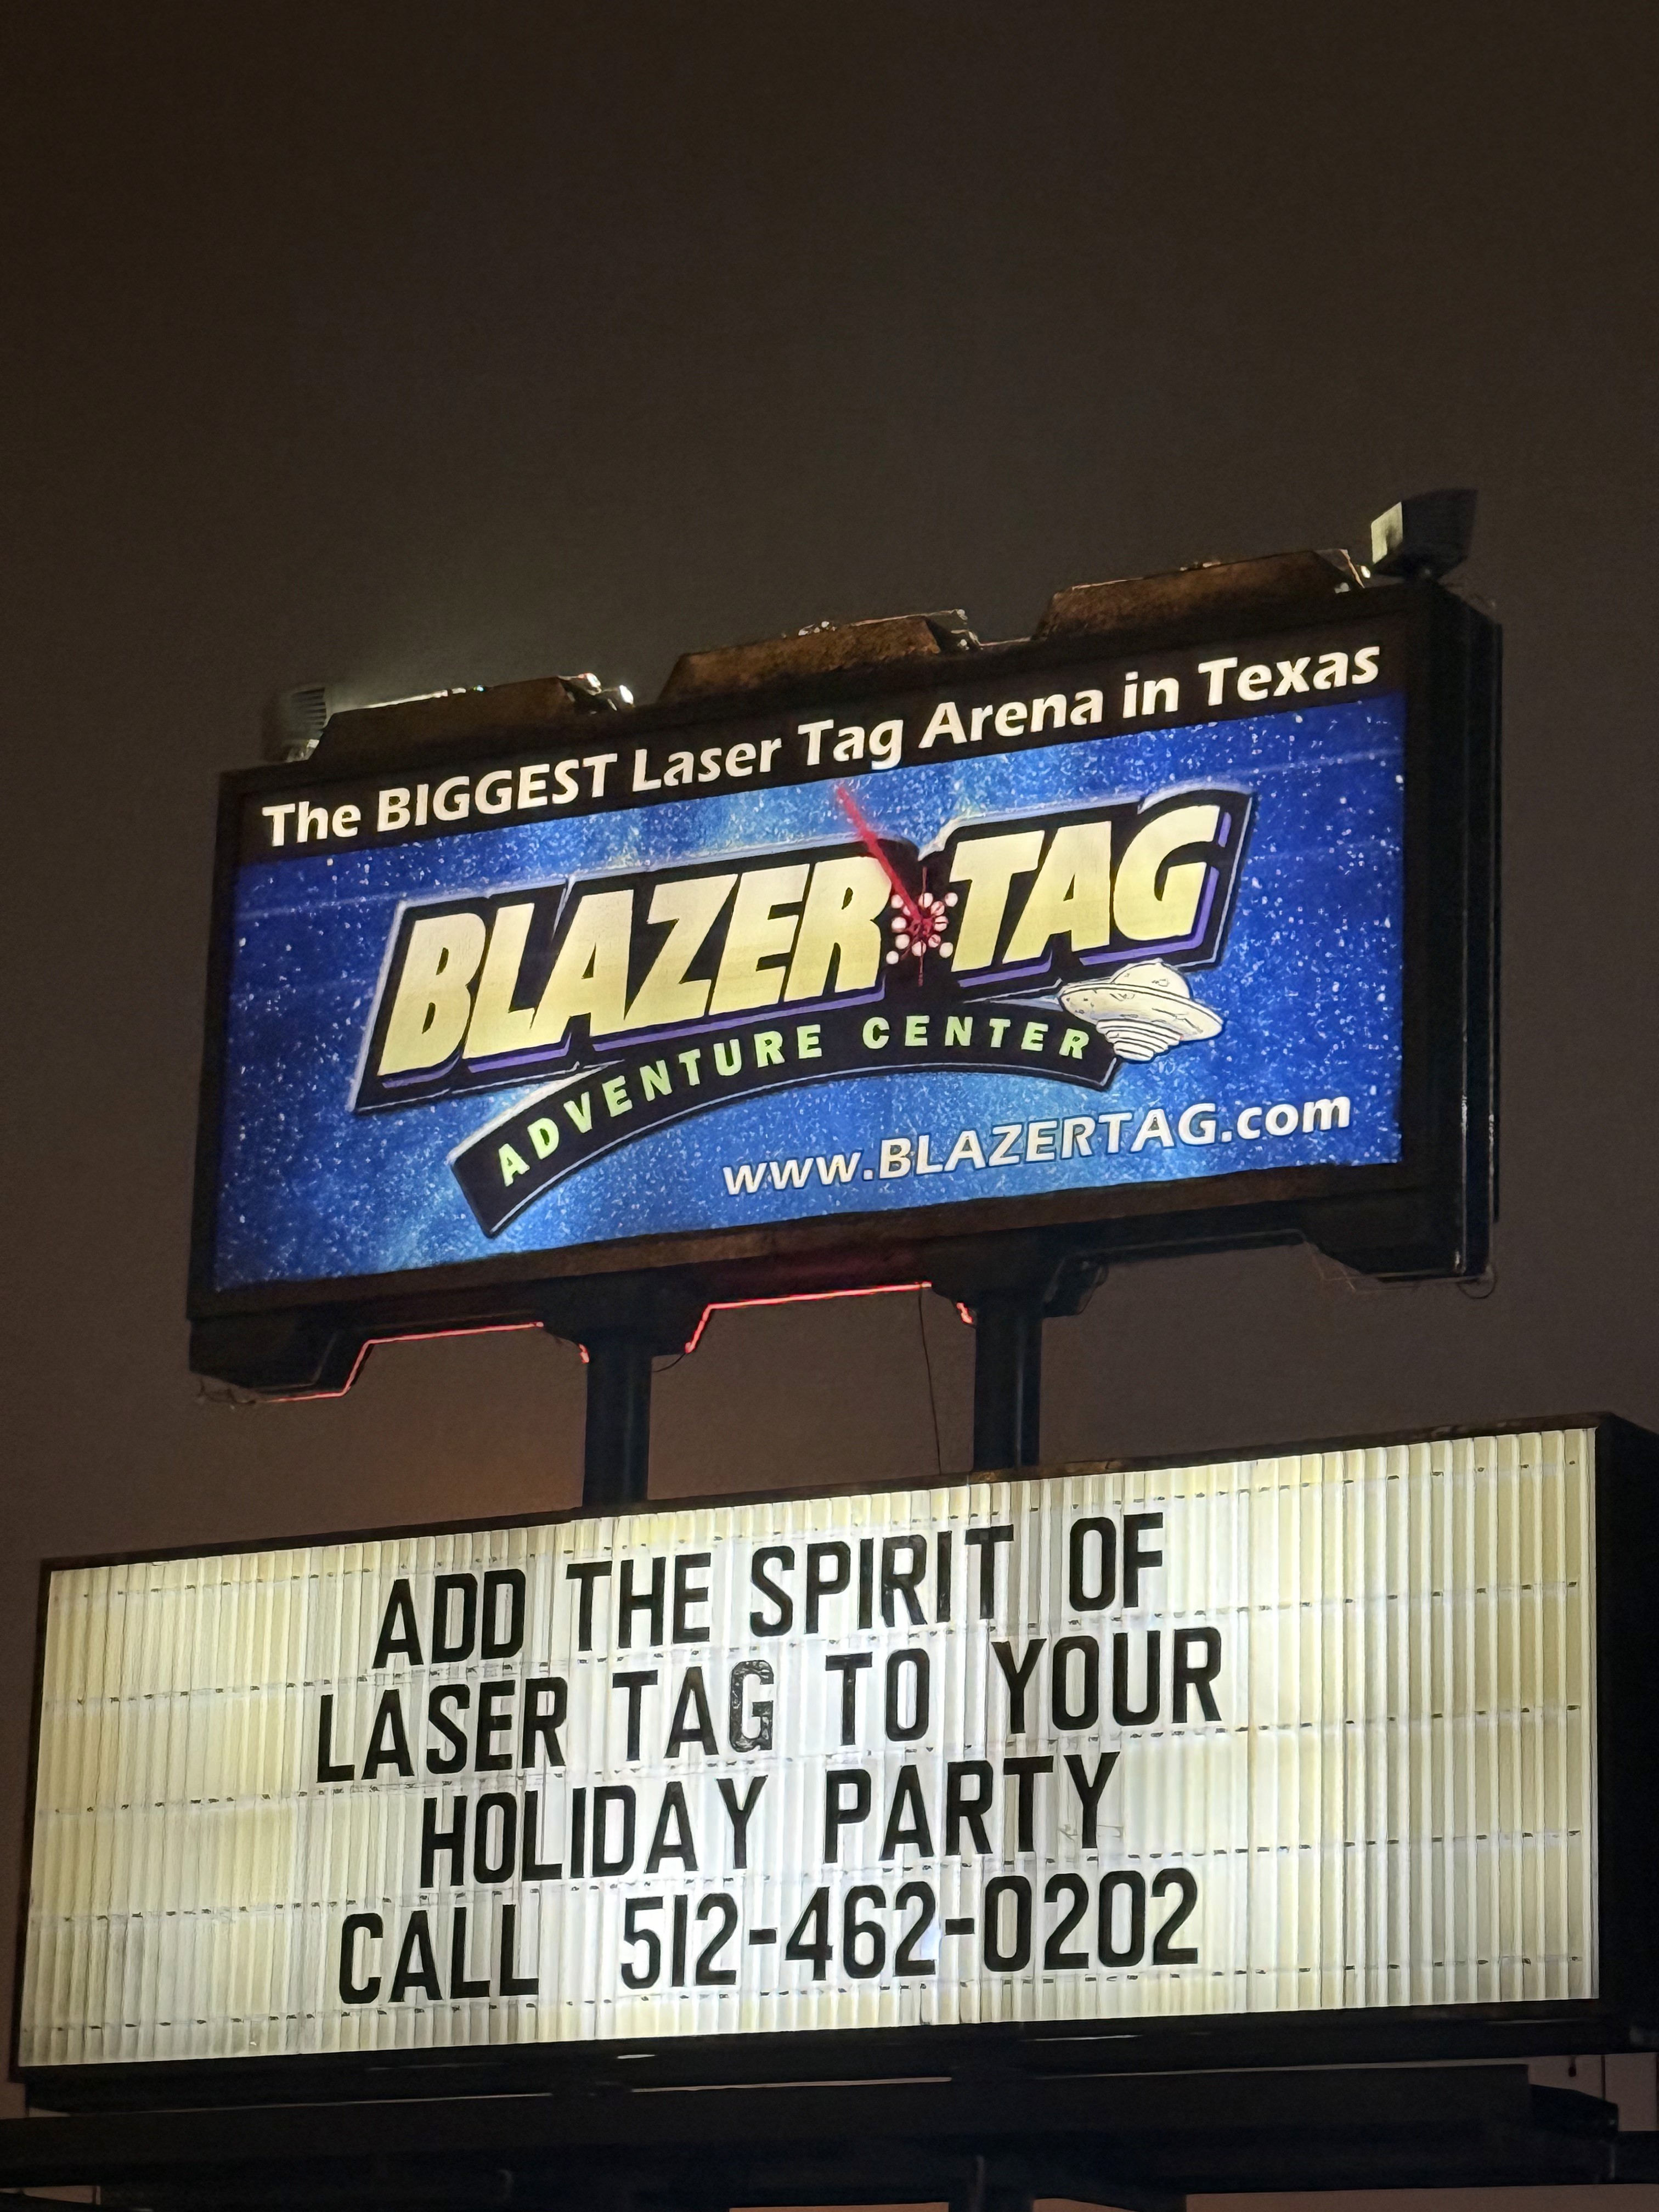 The BIGGEST Laser Tag Arena in Texas
BLAZER TAG
ADVENTURE CENTER
www.BLAZERTAG.com
ADD THE SPIRIT OF
LASER TAG TO YOUR
HOLIDAY PARTY
CALL 512-462-0202